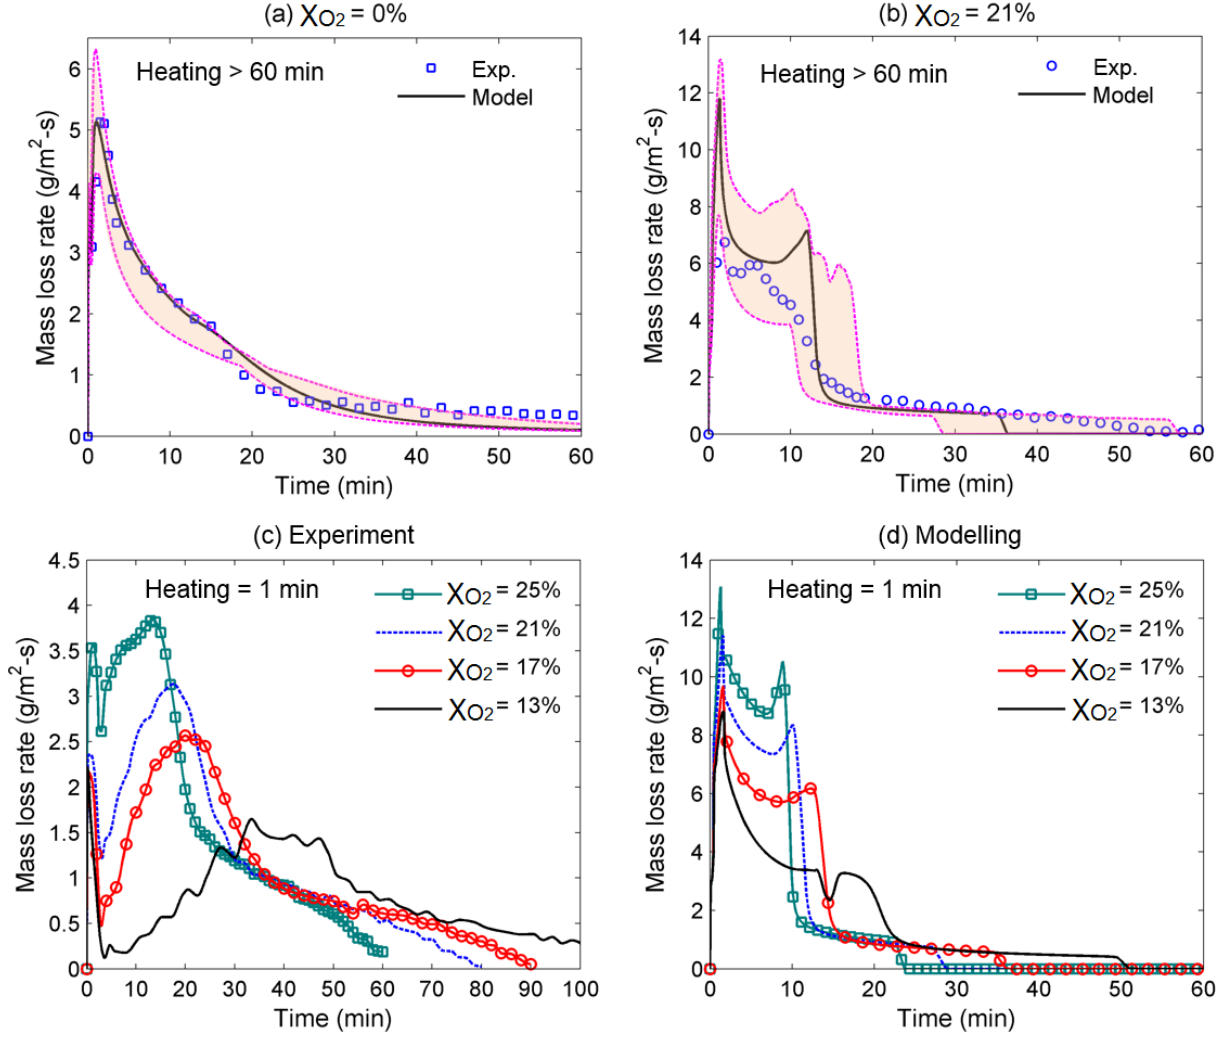 (a) XO2 = 0%
Heating > 60 min
Exp.
Model
Mass loss rate (g/m²-s)
6
5
4
3
2
1
0
0 10 20 30 40 50 60
Time (min)
(b) XO2 = 21%
Heating > 60 min
Exp.
Model
Mass loss rate (g/m²-s)
14
12
10
8
6
4
2
0
0 10 20 30 40 50 60
Time (min)
(c) Experiment
Heating = 1 min
XO2 = 25%
XO2 = 21%
XO2 = 17%
XO2 = 13%
Mass loss rate (g/m²-s)
4.5
4
3.5
3
2.5
2
1.5
1
0.5
0
0 10 20 30 40 50 60 70 80 90 100
Time (min)
(d) Modelling
Heating = 1 min
XO2 = 25%
XO2 = 21%
XO2 = 17%
XO2 = 13%
Mass loss rate (g/m²-s)
14
12
10
8
6
4
2
0
0 10 20 30 40 50 60
Time (min)